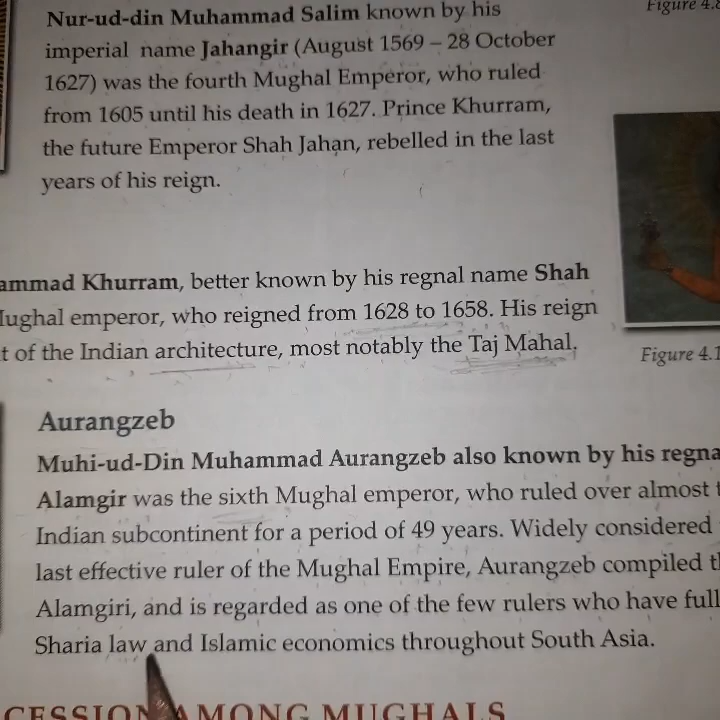 Figure 4.8
Nur-ud-din Muhammad Salim known by his
imperial name Jahangir (August 1569 – 28 October
1627) was the fourth Mughal Emperor, who ruled
from 1605 until his death in 1627. Prince Khurram,
the future Emperor Shah Jahan, rebelled in the last
years of his reign.
ammad Khurram, better known by his regnal name Shah
Mughal emperor, who reigned from 1628 to 1658. His reign
t of the Indian architecture, most notably the Taj Mahal.
Figure 4.1
Aurangzeb
Muhi-ud-Din Muhammad Aurangzeb also known by his regna
Alamgir was the sixth Mughal emperor, who ruled over almost t
Indian subcontinent for a period of 49 years. Widely considered
last effective ruler of the Mughal Empire, Aurangzeb compiled th
Alamgiri, and is regarded as one of the few rulers who have full
Sharia law and Islamic economics throughout South Asia.
CESSION AMONG MUGHALS